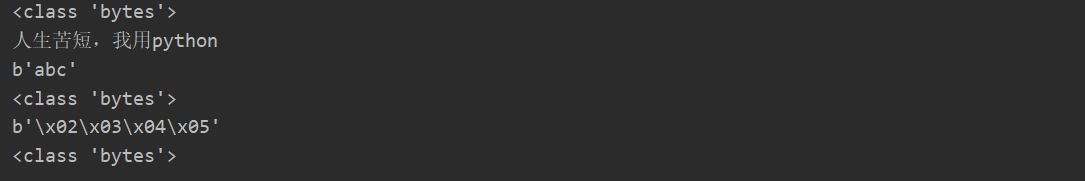 <class 'bytes'>
人生苦短，我用python
b'abc'
<class 'bytes'>
b'\x02\x03\x04\x05'
<class 'bytes'>